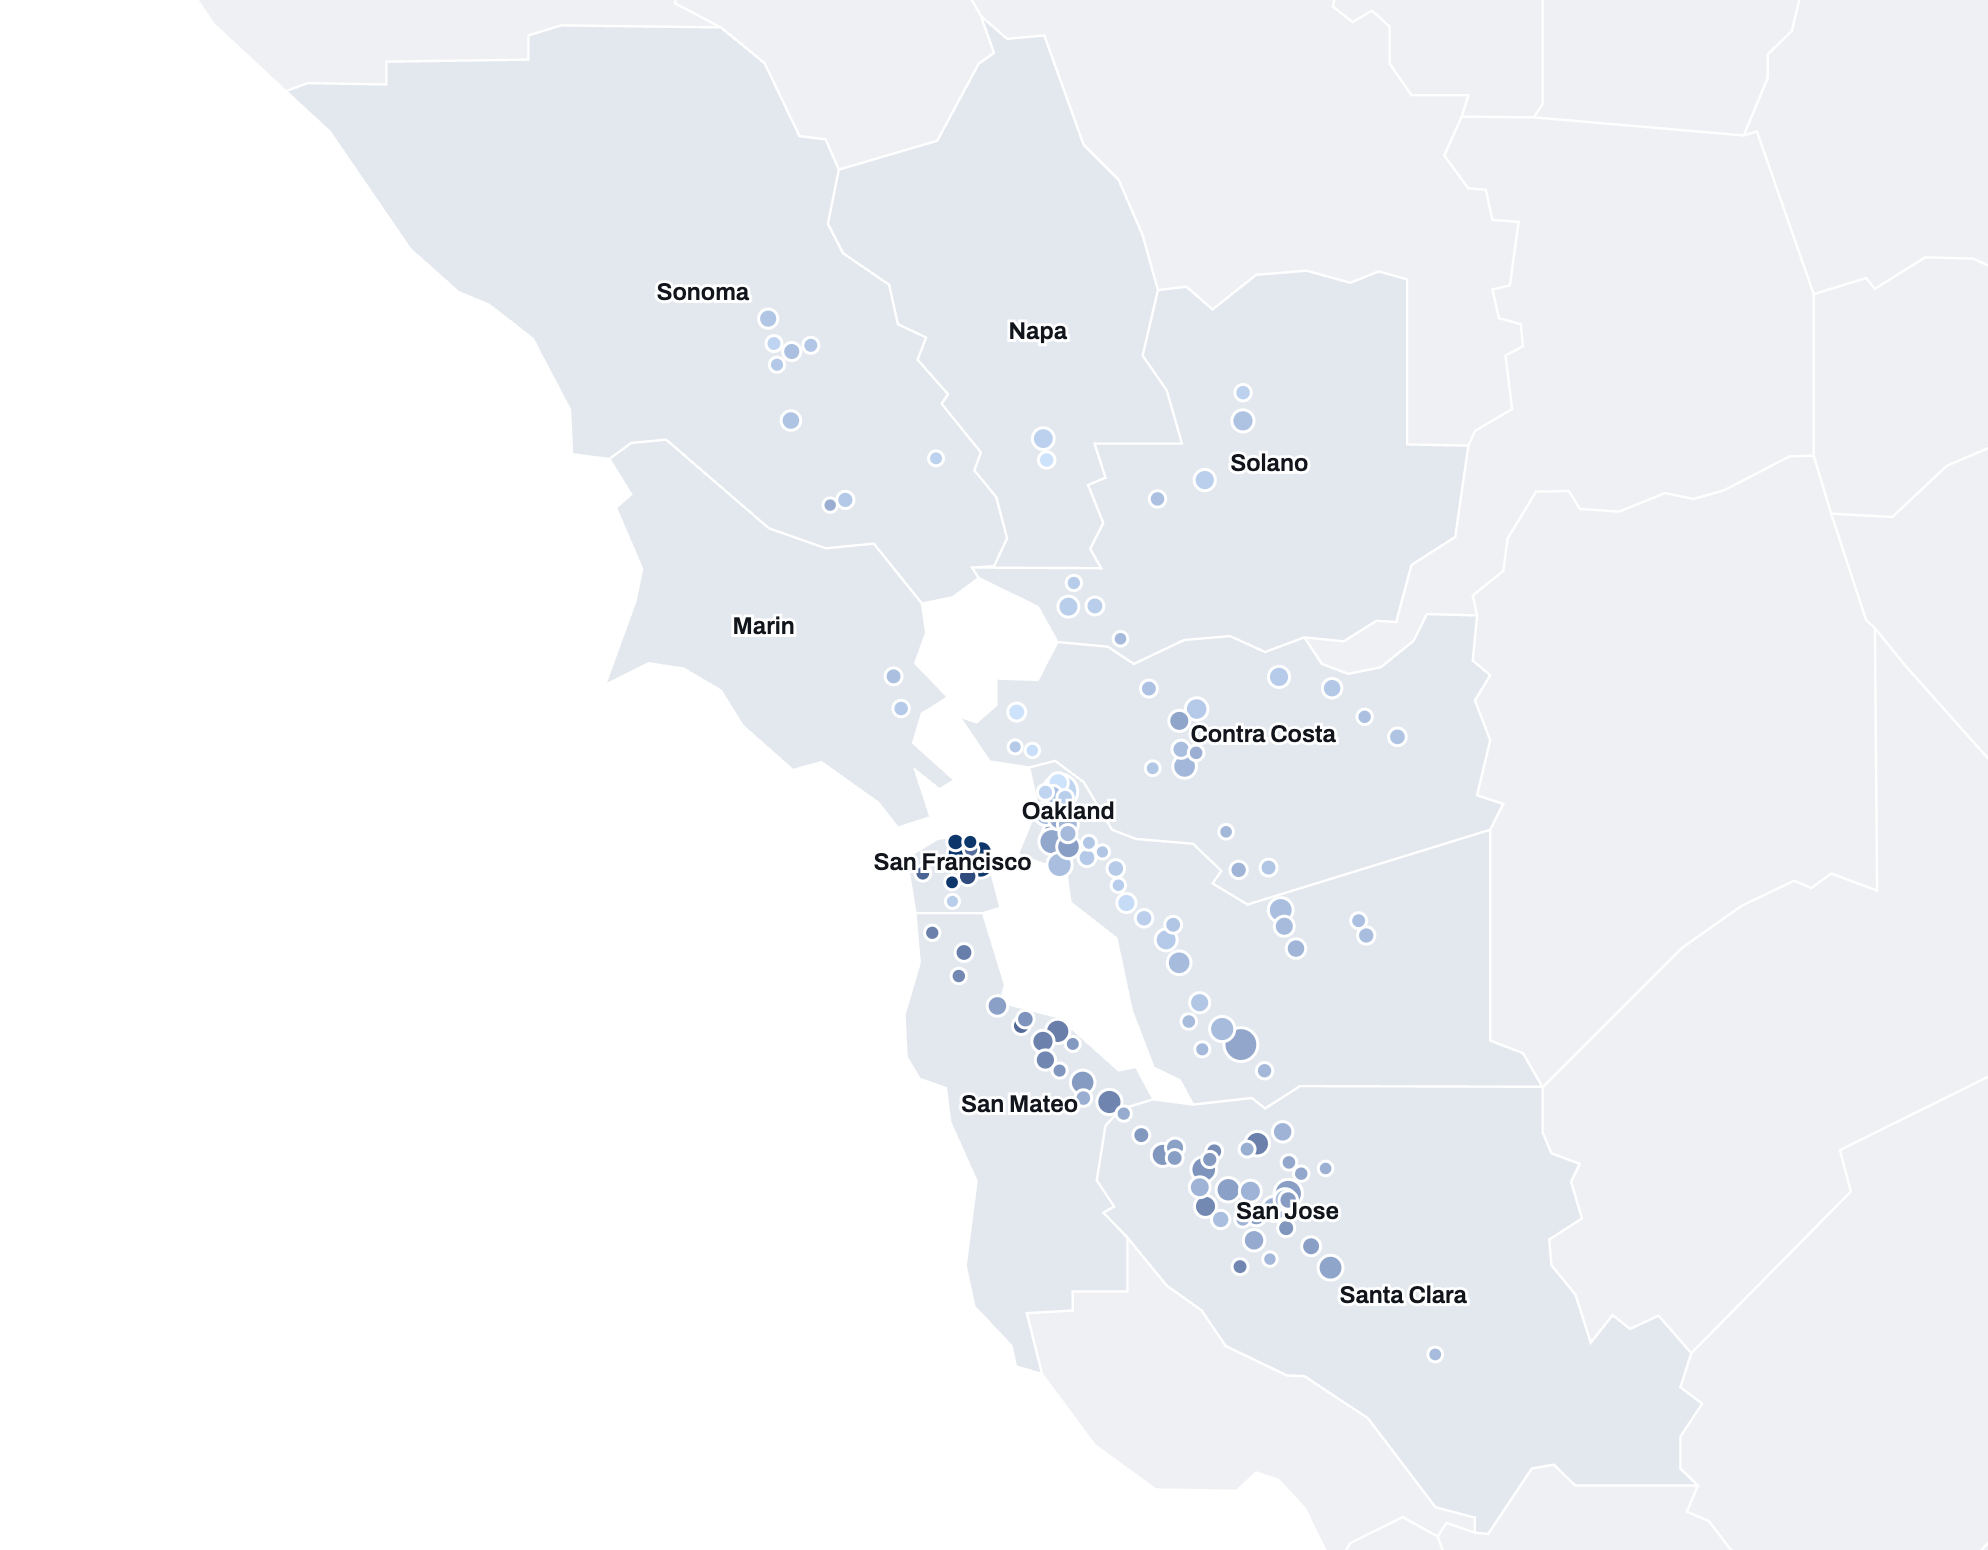 Sonoma
Napa
Solano
Marin
Contra Costa
Oakland
San Francisco
San Mateo
San Jose
Santa Clara